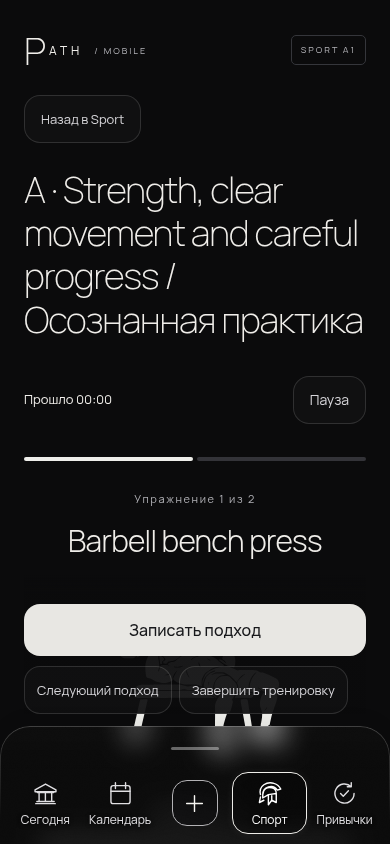 PATH / MOBILE
SPORT A1
Назад в Sport
A · Strength, clear
movement and careful
progress /
Осознанная практика
Прошло 00:00
Пауза
Упражнение 1 из 2
Barbell bench press
Записать подход
Следующий подход
Завершить тренировку
Сегодня
Календарь
Спорт
Привычки